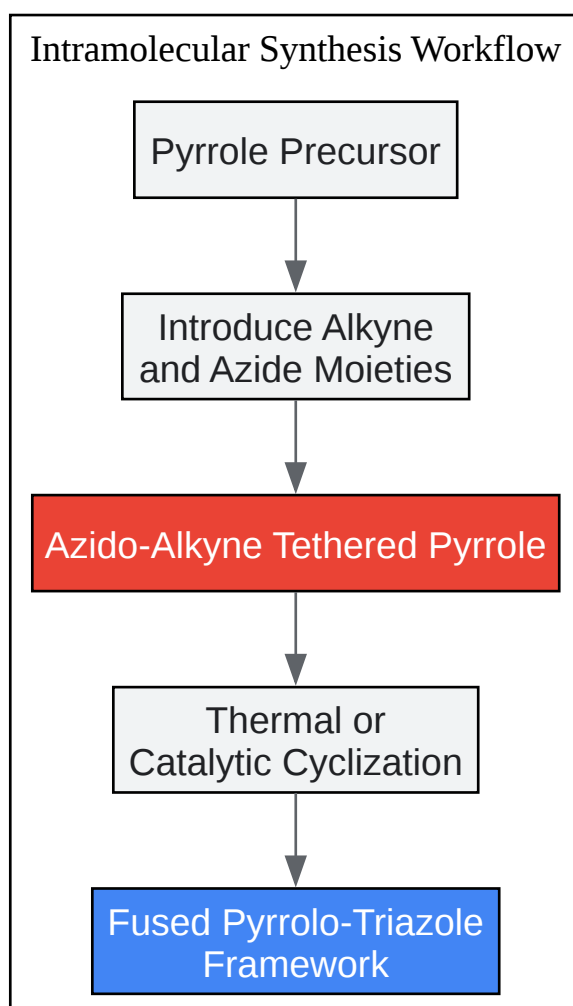 Intramolecular Synthesis Workflow
Pyrrole Precursor
Introduce Alkyne
and Azide Moieties
Azido-Alkyne Tethered Pyrrole
Thermal or
Catalytic Cyclization
Fused Pyrrolo-Triazole
Framework